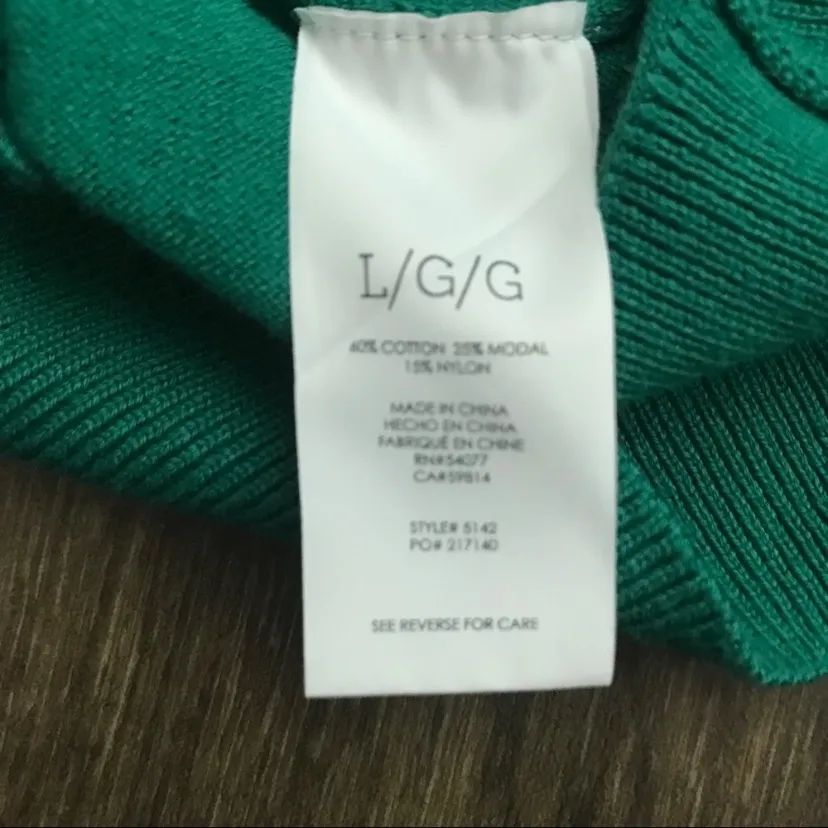 L/G/G
60% COTTON 25% MODAL
15% NYLON
MADE IN CHINA
HECHO EN CHINA
FABRIQUÉ EN CHINE
RN#54077
CA#59814
STYLE# 5142
PO# 217140
SEE REVERSE FOR CARE